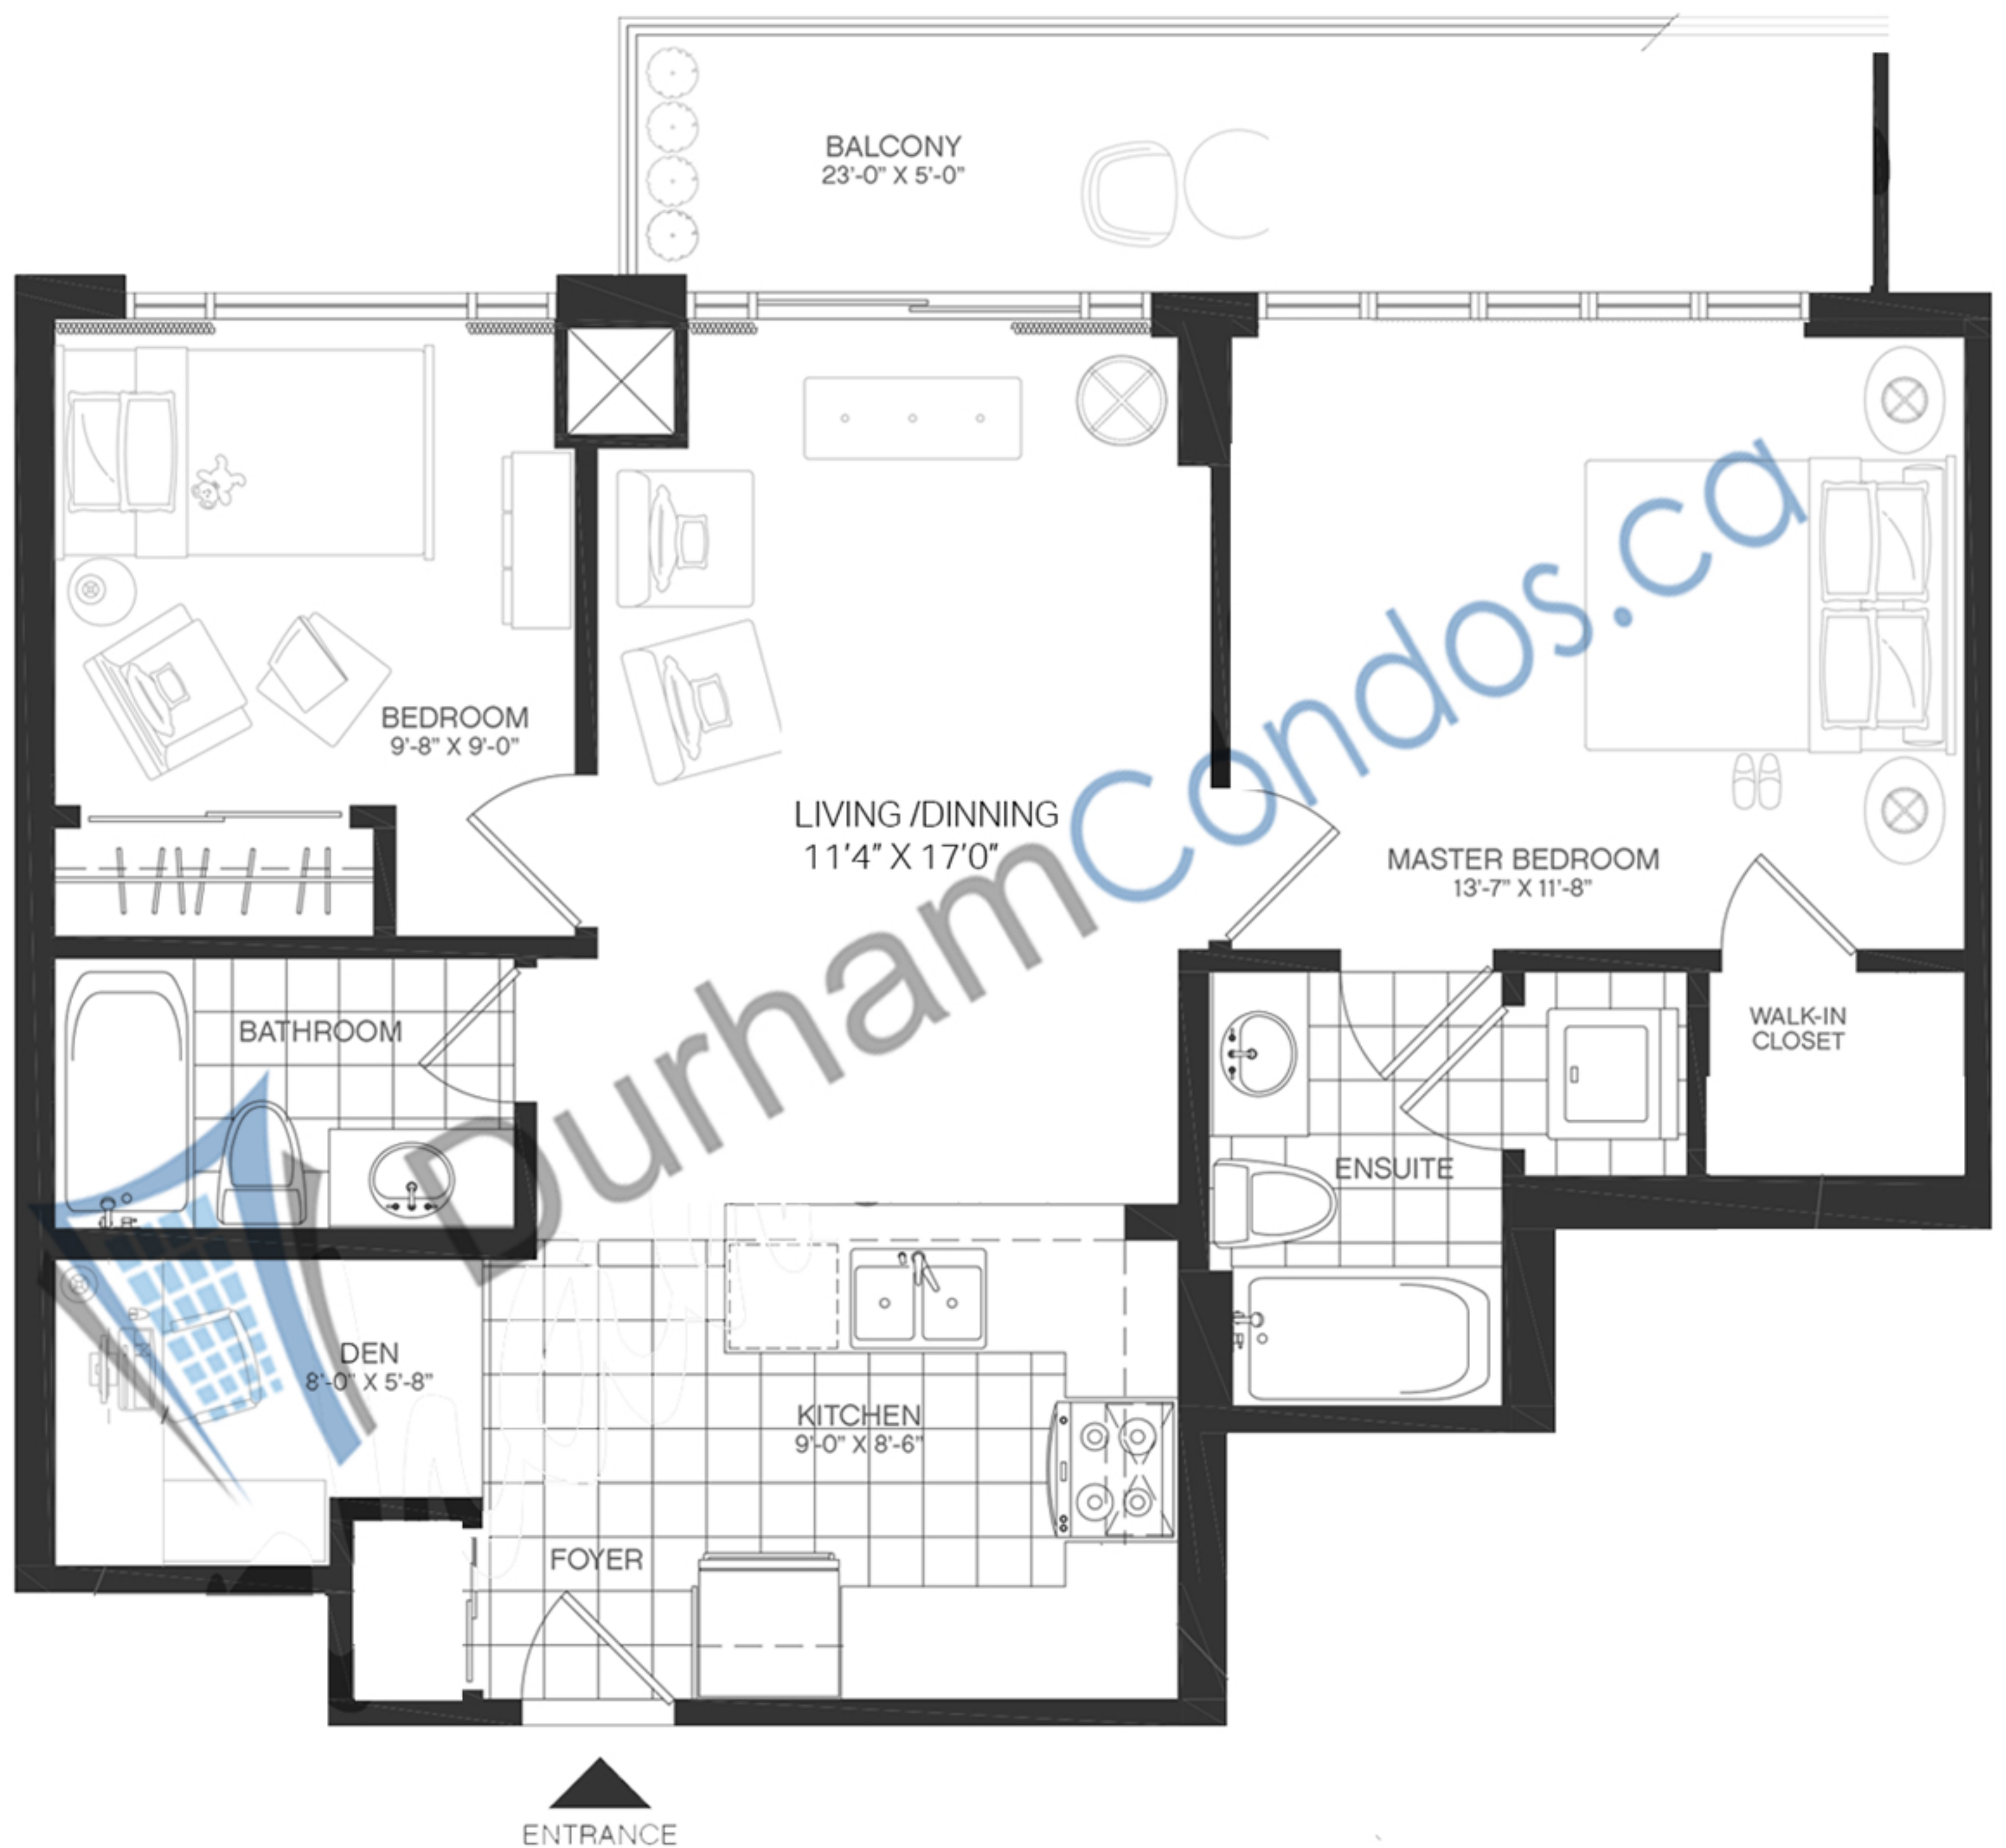 BALCONY
23'-0" X 5'-0"
BEDROOM
9'-8" X 9'-0"
LIVING /DINNING
11'4" X 17'0"
MASTER BEDROOM
13'-7" X 11'-8"
DurhamCondos.ca
BATHROOM
WALK-IN
CLOSET
ENSUITE
DEN
8'-0" X 5'-8"
KITCHEN
9'-0" X 8'-6"
FOYER
ENTRANCE